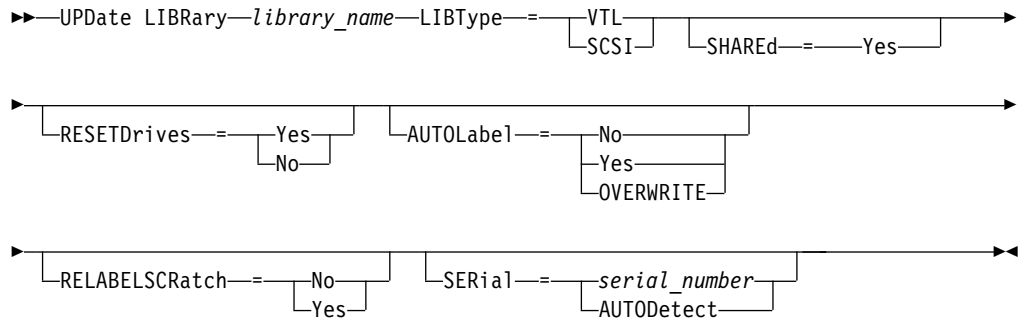 UPDate LIBRary library_name LIBType = VTL
SCSI
SHAREd = Yes
RESETDrives = Yes
No
AUTOLabel = No
Yes
OVERWRITE
RELABELSCRatch = No
Yes
SERial = serial_number
AUTODetect